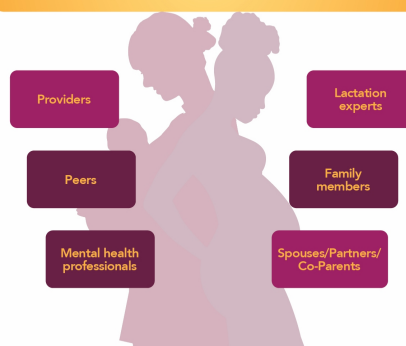 Providers
Lactation
experts
Peers
Family
members
Mental health
professionals
Spouses/Partners/
Co-Parents